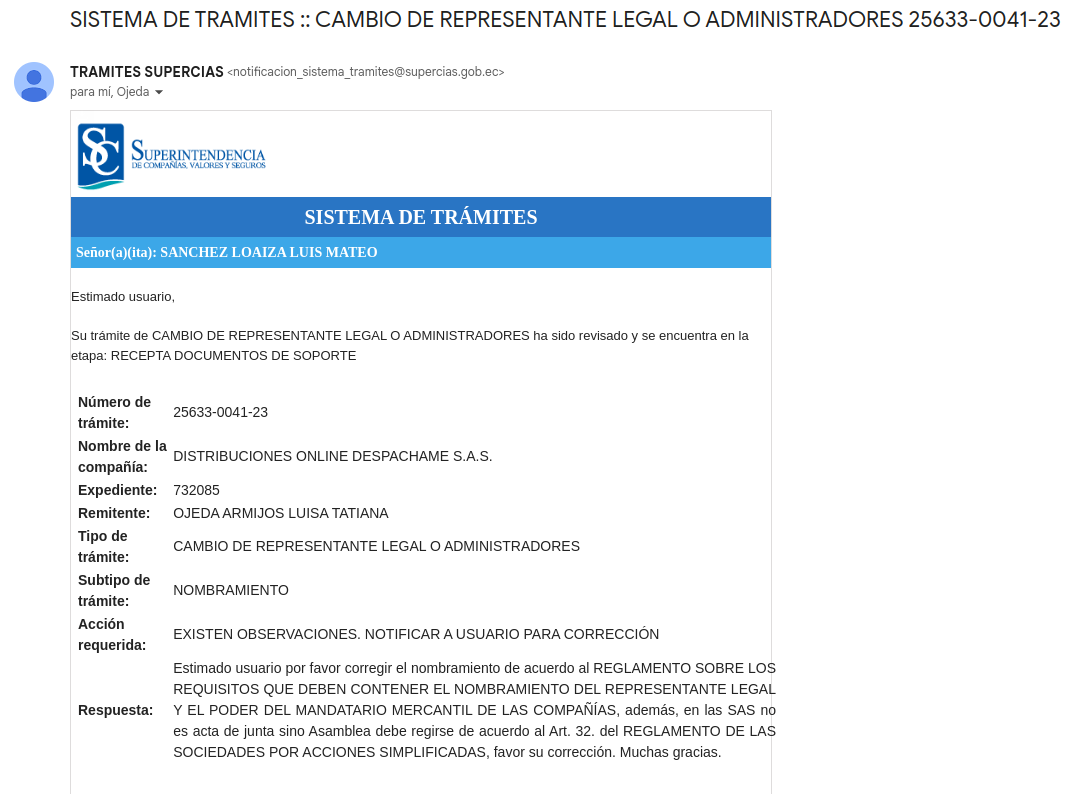 SISTEMA DE TRAMITES :: CAMBIO DE REPRESENTANTE LEGAL O ADMINISTRADORES 25633-0041-23
TRAMITES SUPERCIAS <notificacion_sistema_tramites@supercias.gob.ec>
para mí, Ojeda
SC
SUPERINTENDENCIA
DE COMPAÑÍAS, VALORES Y SEGUROS
SISTEMA DE TRÁMITES
Señor(a)(ita): SANCHEZ LOAIZA LUIS MATEO
Estimado usuario,
Su trámite de CAMBIO DE REPRESENTANTE LEGAL O ADMINISTRADORES ha sido revisado y se encuentra en la
etapa: RECEPTA DOCUMENTOS DE SOPORTE
Número de
trámite:
25633-0041-23
Nombre de la
compañía:
DISTRIBUCIONES ONLINE DESPACHAME S.A.S.
Expediente: 732085
Remitente: OJEDA ARMIJOS LUISA TATIANA
Tipo de
trámite:
CAMBIO DE REPRESENTANTE LEGAL O ADMINISTRADORES
Subtipo de
trámite:
NOMBRAMIENTO
Acción
requerida:
EXISTEN OBSERVACIONES. NOTIFICAR A USUARIO PARA CORRECCIÓN
Respuesta:
Estimado usuario por favor corregir el nombramiento de acuerdo al REGLAMENTO SOBRE LOS
REQUISITOS QUE DEBEN CONTENER EL NOMBRAMIENTO DEL REPRESENTANTE LEGAL
Y EL PODER DEL MANDATARIO MERCANTIL DE LAS COMPAÑÍAS, además, en las SAS no
es acta de junta sino Asamblea debe regirse de acuerdo al Art. 32. del REGLAMENTO DE LAS
SOCIEDADES POR ACCIONES SIMPLIFICADAS, favor su corrección. Muchas gracias.